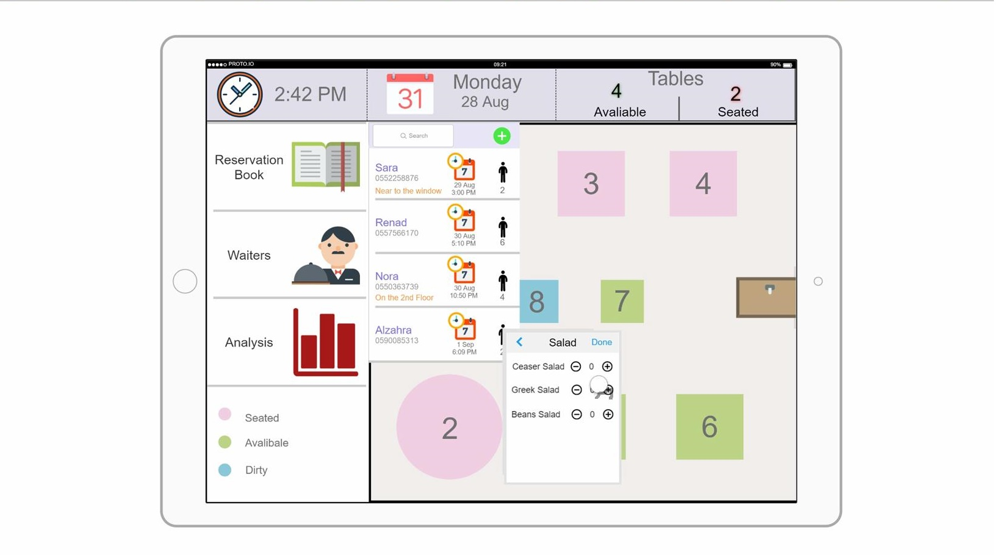 PROTO.IO
09:21
90%
2:42 PM
31
Monday
28 Aug
Tables
4
Avaliable
2
Seated
Reservation
Book
Waiters
Analysis
Seated
Avalibale
Dirty
Search
Sara
0552258876
Near to the window
7
29 Aug
3:00 PM
2
Renad
0557566170
7
30 Aug
5:10 PM
6
Nora
0550363739
On the 2nd Floor
7
30 Aug
10:50 PM
4
Alzahra
0590085313
7
1 Sep
6:09 PM
3
4
8
7
2
6
Salad
Done
Ceaser Salad
0
Greek Salad
Beans Salad
0